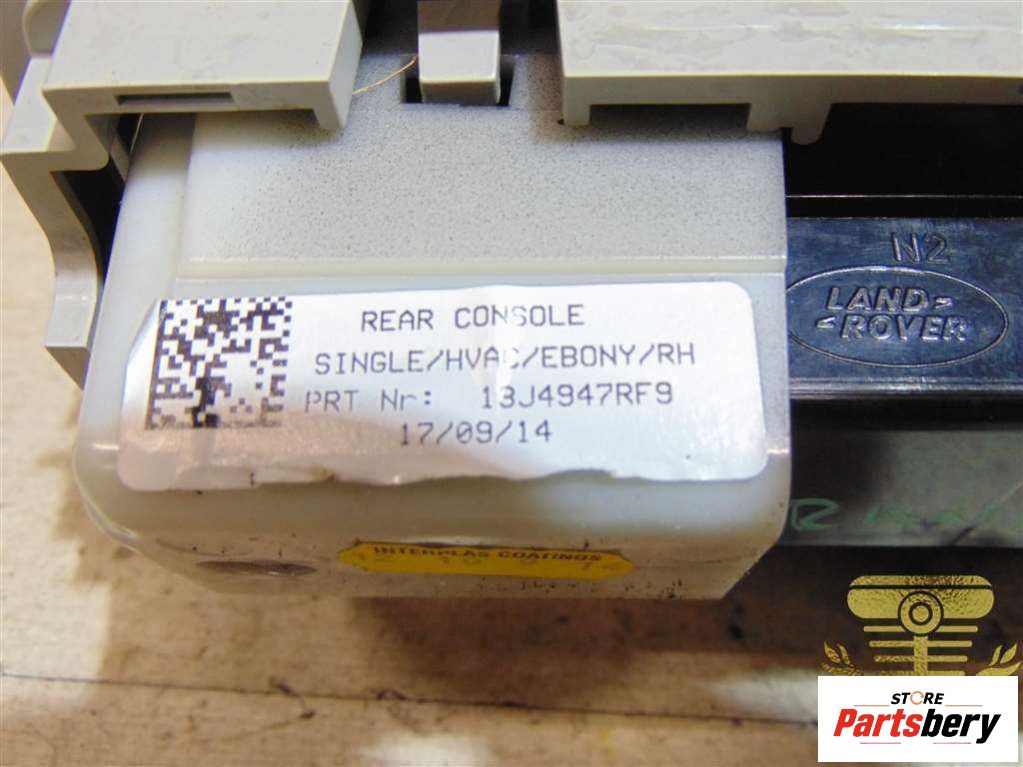 REAR CONSOLE
SINGLE/HVAC/EBONY/RH
PRT Nr: 13J4947RF9
17/09/14
N2
LAND-
-ROVER
INTERPLAS COATINGS
STORE
Partsbery